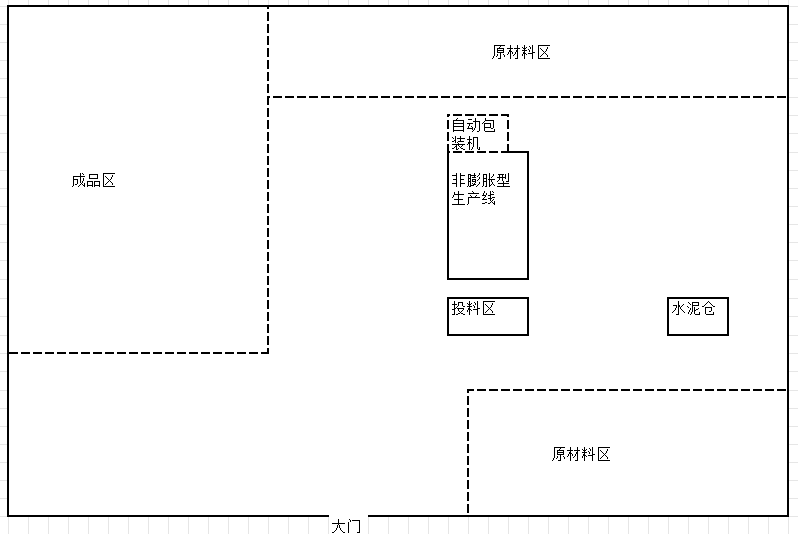 原材料区
自动包
装机
成品区
非膨胀型
生产线
投料区
水泥仓
原材料区
大门